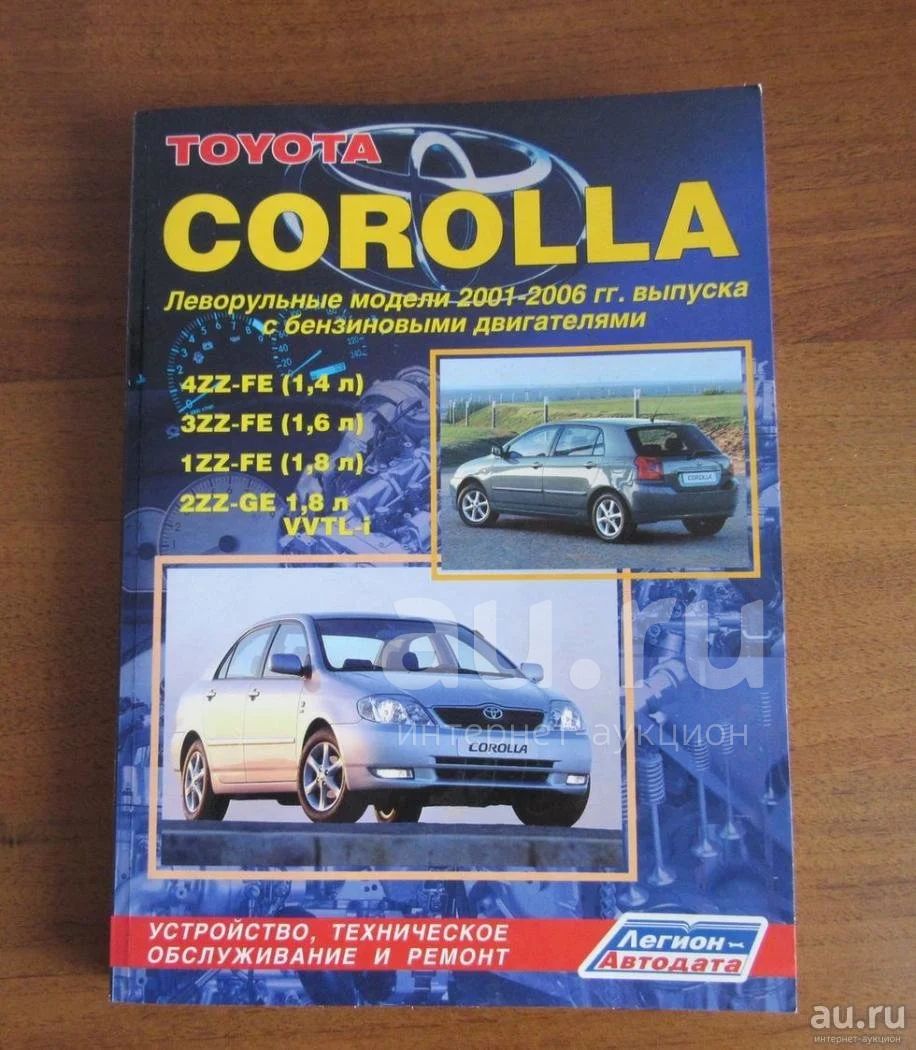 TOYOTA
COROLLA
Леворульные модели 2001-2006 гг. выпуска
с бензиновыми двигателями
4ZZ-FE (1,4 л)
3ZZ-FE (1,6 л)
1ZZ-FE (1,8 л)
2ZZ-GE 1,8 л
VVTL-i
COROLLA
au.ru
интернет-аукцион
COROLLA
УСТРОЙСТВО, ТЕХНИЧЕСКОЕ
ОБСЛУЖИВАНИЕ И РЕМОНТ
Легион-
Автодата
au.ru
интернет-аукцион